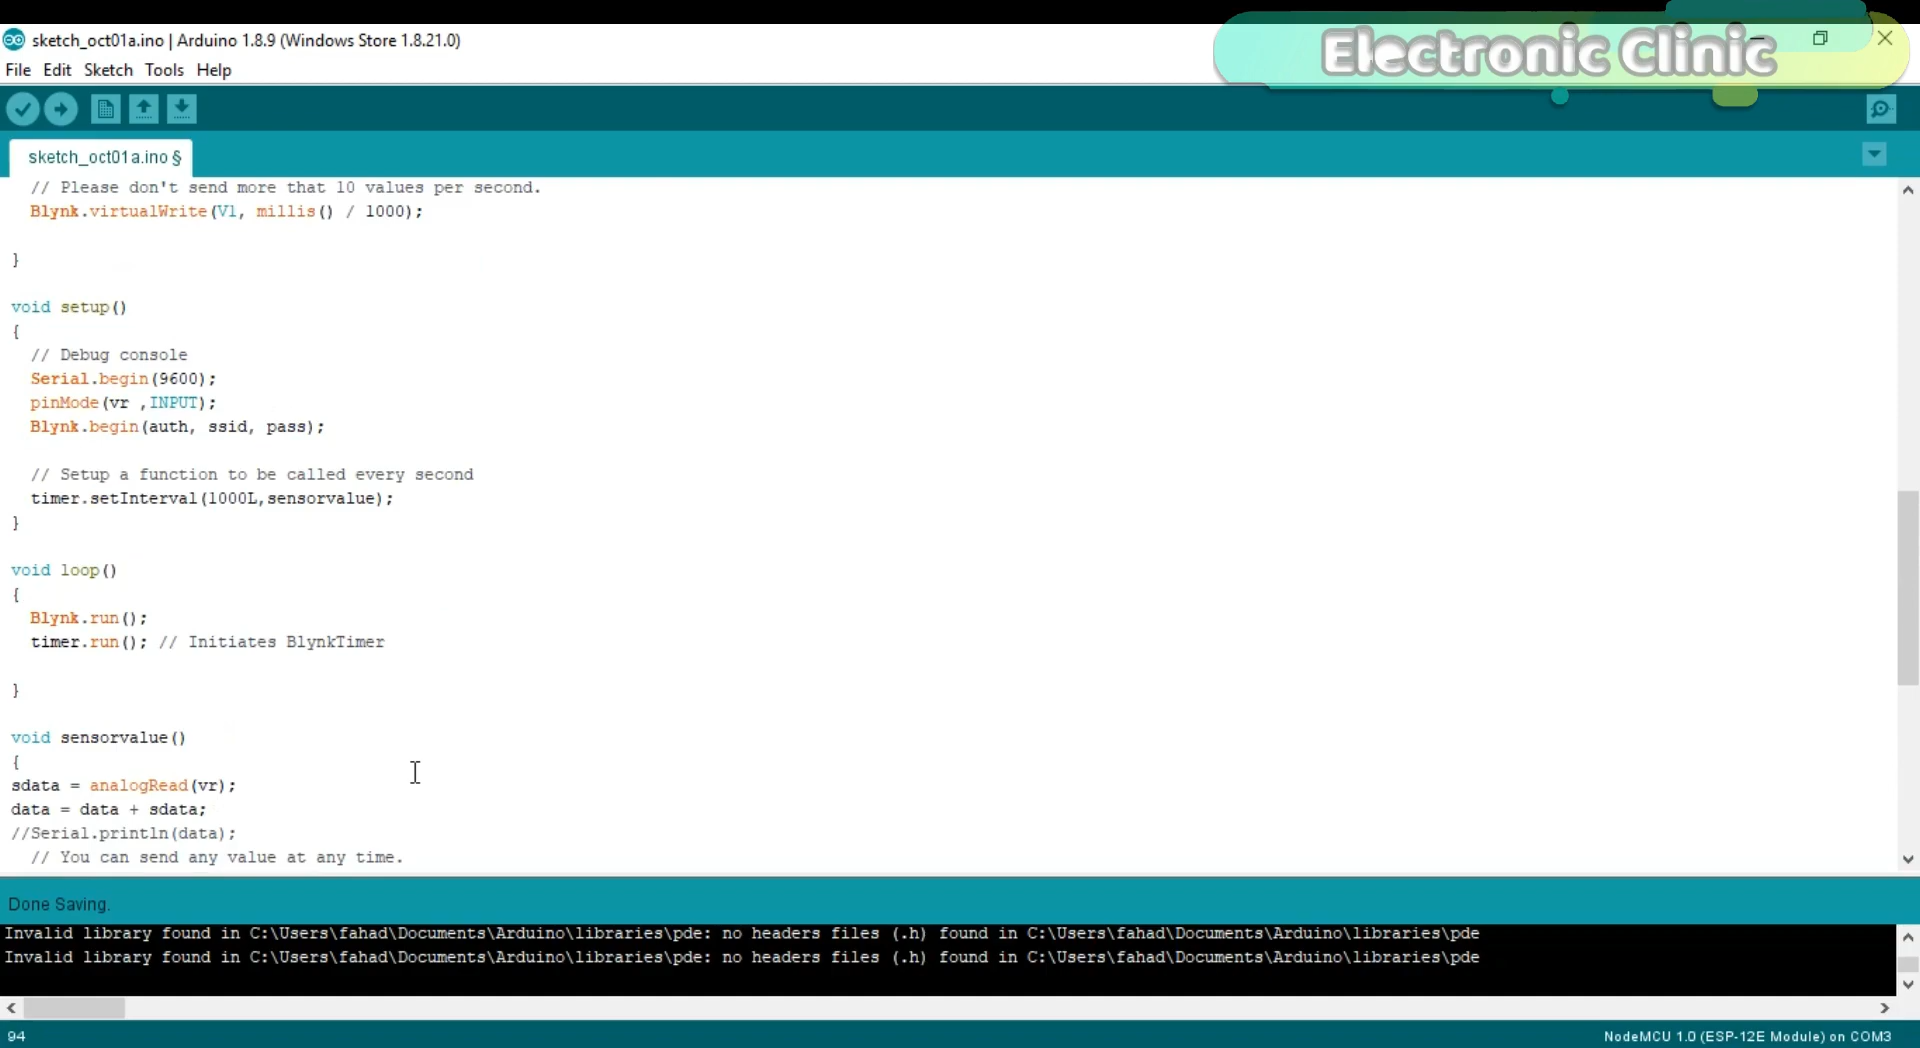 sketch_oct01a.ino | Arduino 1.8.9 (Windows Store 1.8.21.0)
Electronic Clinic
File Edit Sketch Tools Help
sketch_oct01a.ino §
// Please don't send more that 10 values per second.
Blynk.virtualWrite(V1, millis() / 1000);
}
void setup()
{
// Debug console
Serial.begin(9600);
pinMode(vr ,INPUT);
Blynk.begin(auth, ssid, pass);
// Setup a function to be called every second
timer.setInterval(1000L,sensorvalue);
}
void loop()
{
Blynk.run();
timer.run(); // Initiates BlynkTimer
}
void sensorvalue()
{
sdata = analogRead(vr);
data = data + sdata;
//Serial.println(data);
// You can send any value at any time.
Done Saving.
Invalid library found in C:\Users\fahad\Documents\Arduino\libraries\pde: no headers files (.h) found in C:\Users\fahad\Documents\Arduino\libraries\pde
Invalid library found in C:\Users\fahad\Documents\Arduino\libraries\pde: no headers files (.h) found in C:\Users\fahad\Documents\Arduino\libraries\pde
94
NodeMCU 1.0 (ESP-12E Module) on COM3